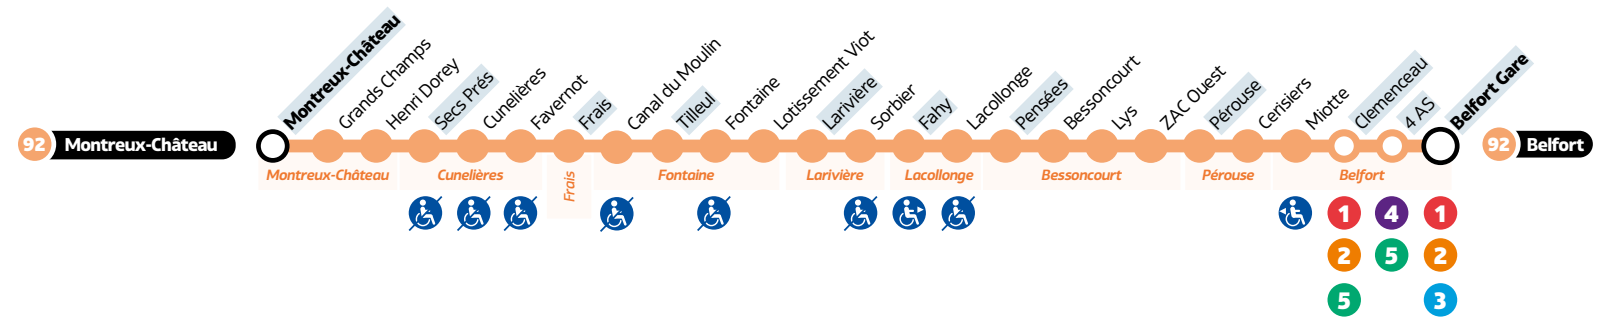 92 Montreux-Château
Montreux-Château
Grands Champs
Henri Dorey
Secs Prés
Cunelières
Favernot
Frais
Canal du Moulin
Tilleul
Fontaine
Lotissement Viot
Larivière
Sorbier
Fahy
Lacollonge
Pensées
Bessoncourt
Lys
ZAC Ouest
Pérouse
Cerisiers
Miotte
Clemenceau
4 AS
Belfort Gare
92 Belfort
Montreux-Château
Cunelières
Frais
Fontaine
Larivière
Lacollonge
Bessoncourt
Pérouse
Belfort
1 4 1
2 5 2
5 3